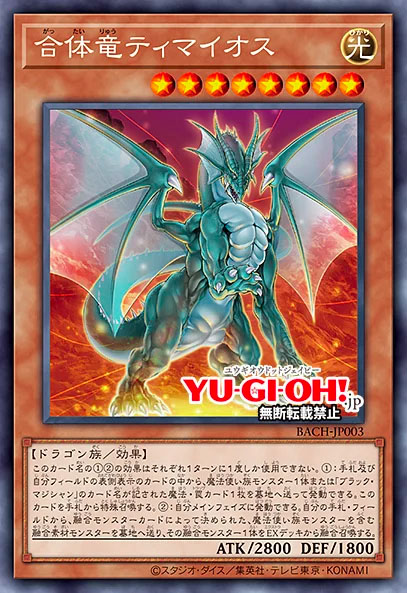 合体竜ティマイオス
光
ユウギオウドットジェイピー
YU-GI-OH!.jp
無断転載禁止
BACH-JP003
【ドラゴン族／効果】
このカード名の①②の効果はそれぞれ1ターンに1度しか使用できない。①：手札及び
自分フィールドの表側表示のカードの中から、魔法使い族モンスター1体または「ブラック・
マジシャン」のカード名が記された魔法・罠カード1枚を墓地へ送って発動できる。この
カードを手札から特殊召喚する。②：自分メインフェイズに発動できる。自分の手札・フィ
ールドから、融合モンスターカードによって決められた、魔法使い族モンスターを含む
融合素材モンスターを墓地へ送り、その融合モンスター1体をEXデッキから融合召喚する。
ATK/2800 DEF/1800
©スタジオ・ダイス／集英社・テレビ東京・KONAMI